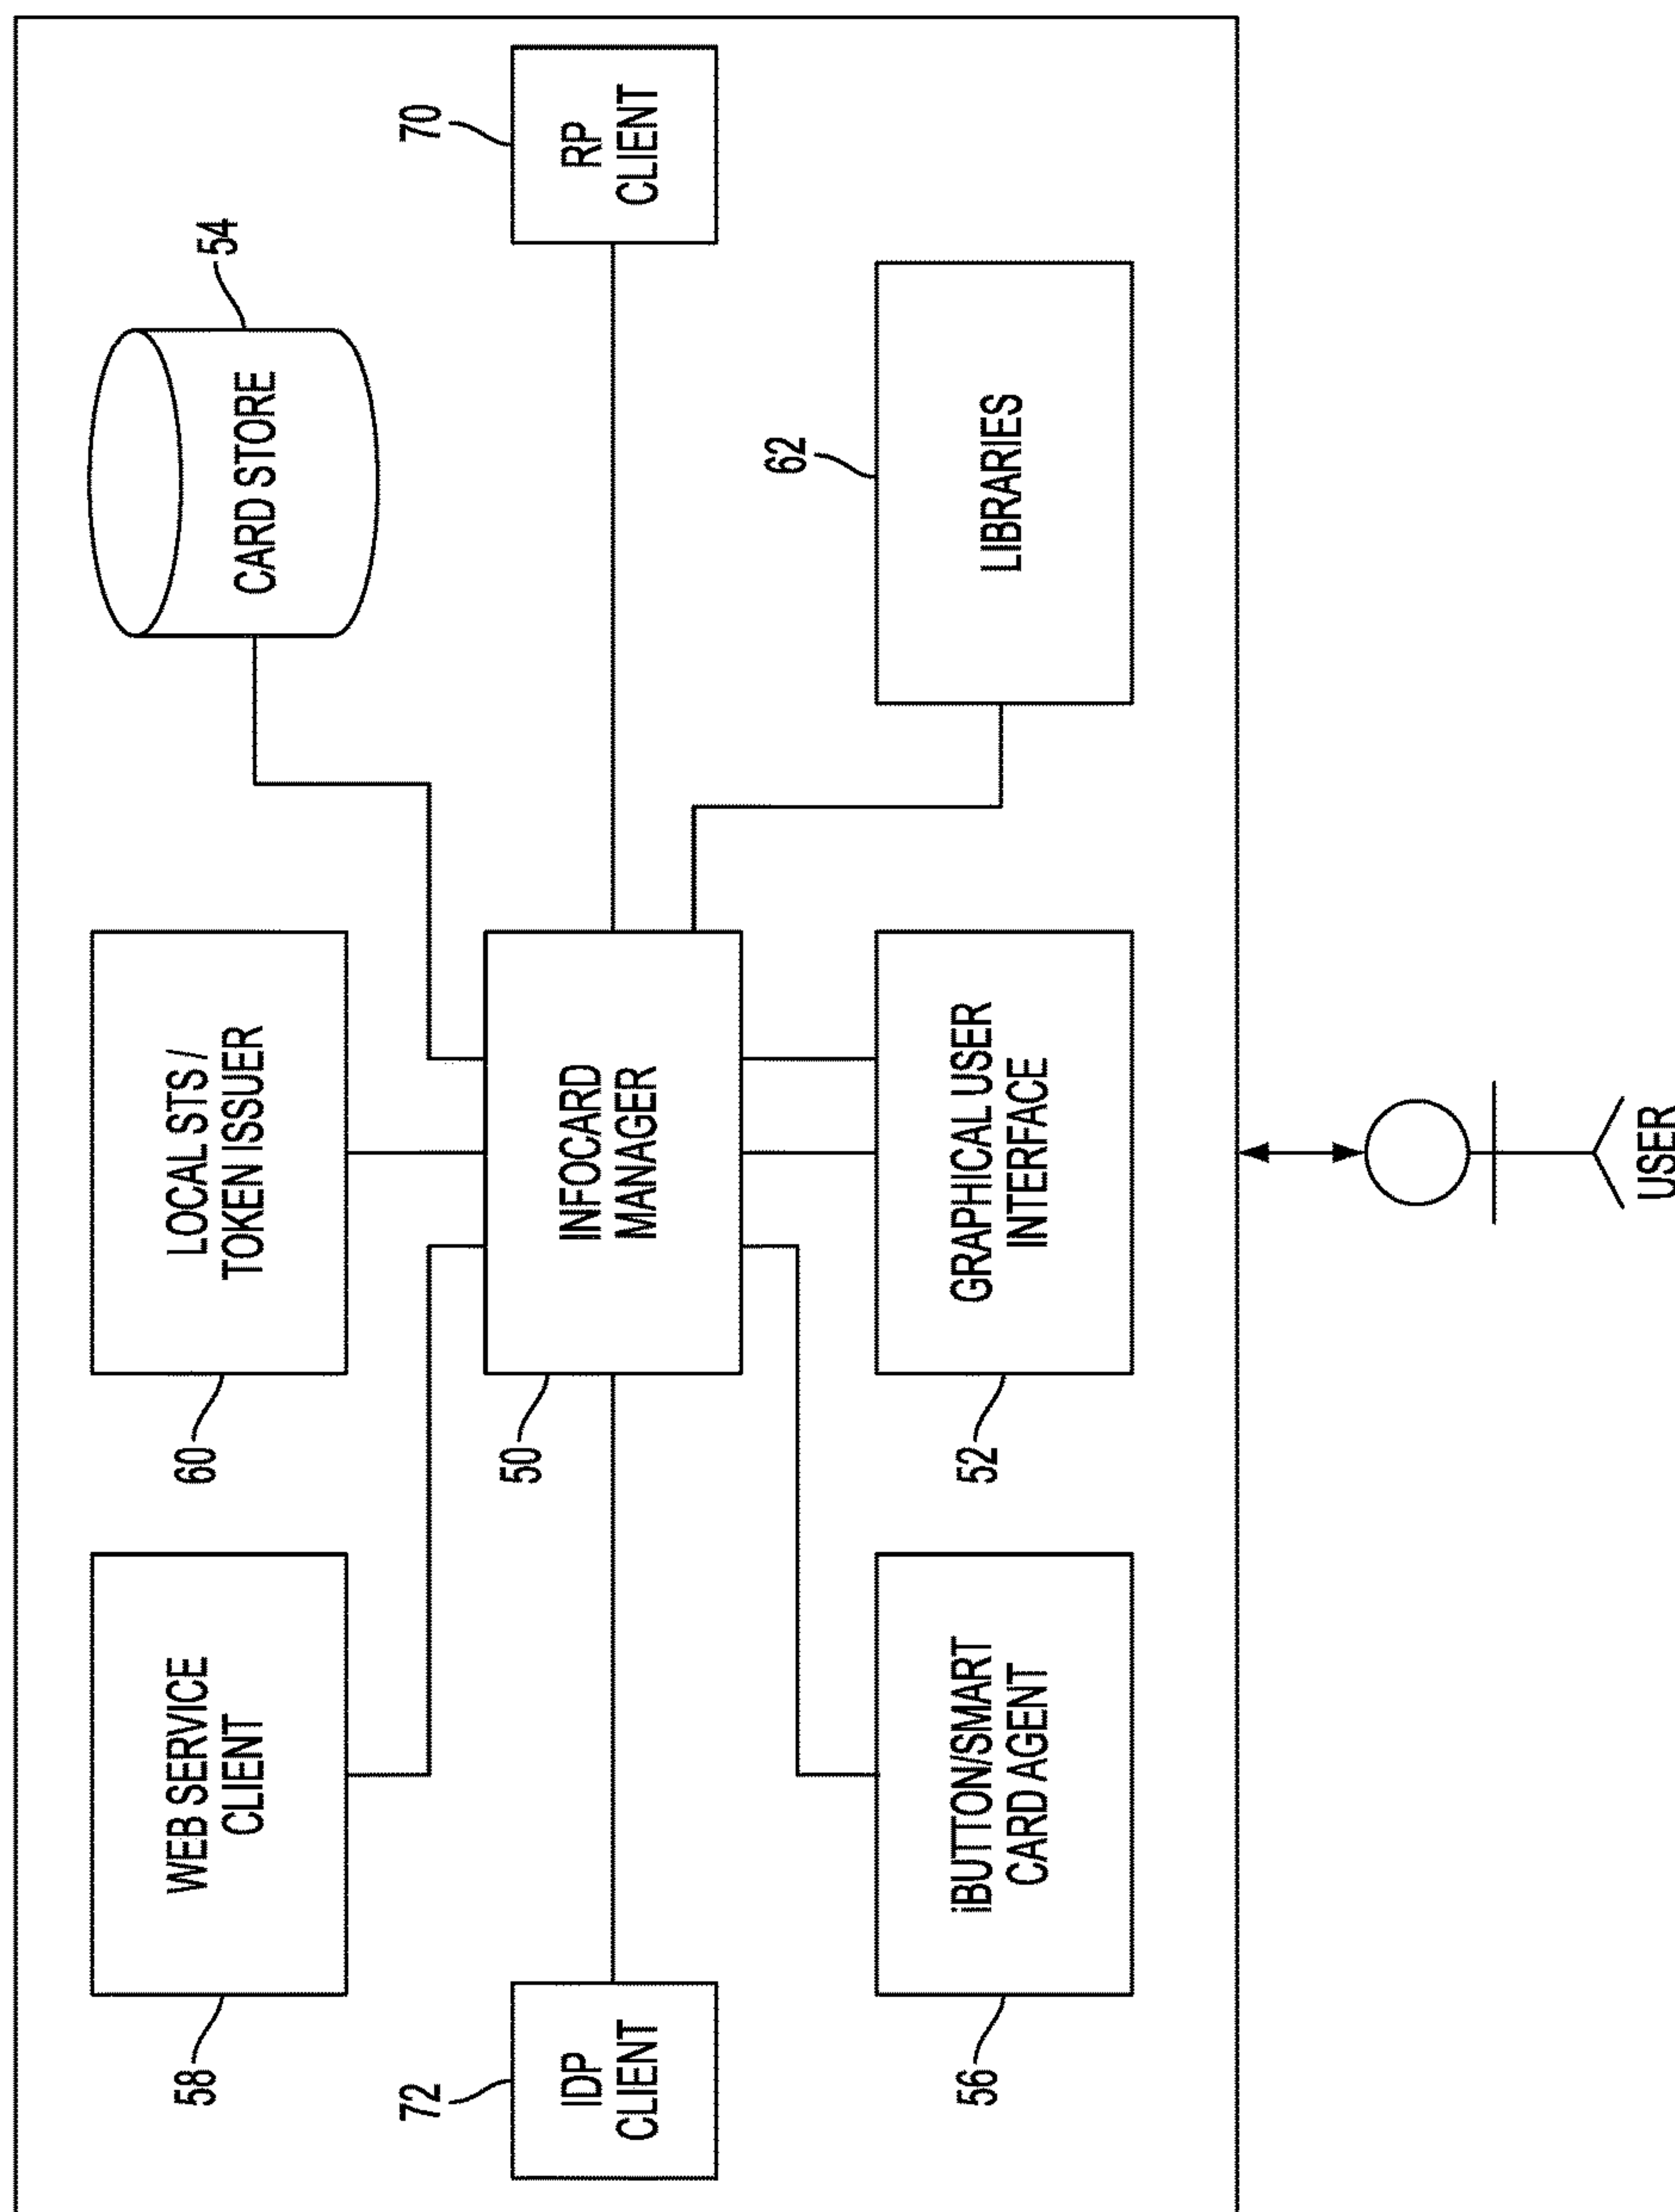 58
WEB SERVICE
CLIENT
60
LOCAL STS /
TOKEN ISSUER
CARD STORE
54
72
IDP
CLIENT
50
INFOCARD
MANAGER
70
RP
CLIENT
56
iBUTTON/SMART
CARD AGENT
52
GRAPHICAL USER
INTERFACE
62
LIBRARIES
USER